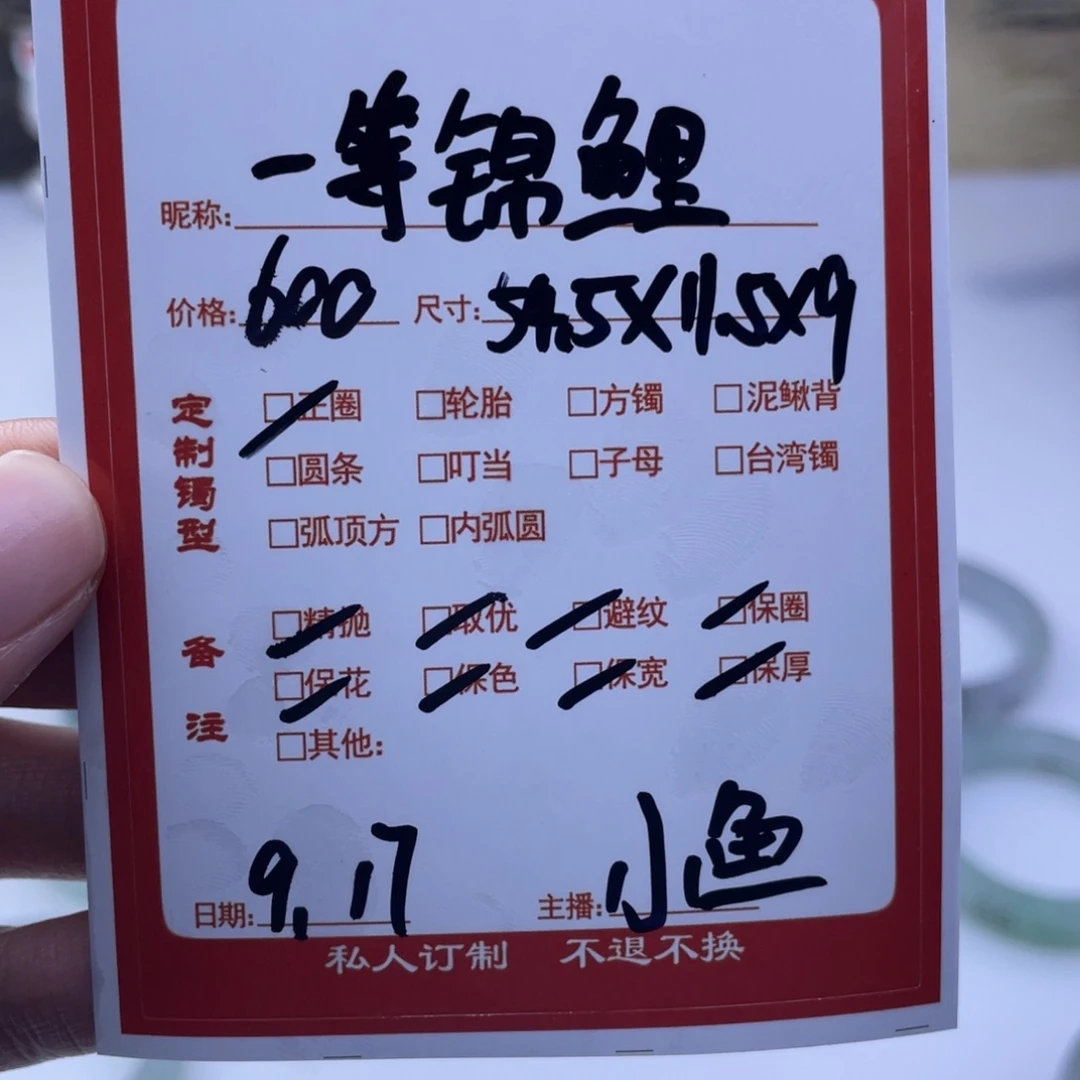 昵称:一等锦鲤
价格:600 尺寸:54.5X11.5X9
定制镯型
□正圈 □轮胎 □方镯 □泥鳅背
□圆条 □叮当 □子母 □台湾镯
□弧顶方 □内弧圆
备注
□精抛 □取优 □避纹 □保圈
□保花 □保色 □保宽 □保厚
□其他:
日期:9.17 主播:小鱼
私人订制 不退不换